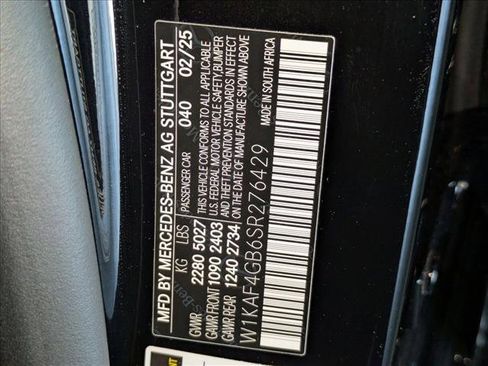 MFD BY MERCEDES-BENZ AG STUTTGART
PASSENGER CAR 040 02/25
KG LBS
GVWR 2280 5027
GAWR FRONT 1090 2403
GAWR REAR 1240 2734
THIS VEHICLE CONFORMS TO ALL APPLICABLE
U.S. FEDERAL MOTOR VEHICLE SAFETY, BUMPER
AND THEFT PREVENTION STANDARDS IN EFFECT
ON THE DATE OF MANUFACTURE SHOWN ABOVE
W1KAF4GB6SR276429
MADE IN SOUTH AFRICA